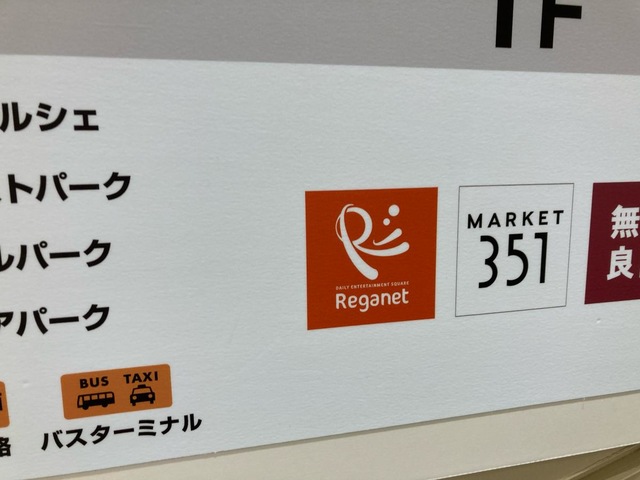 1F
ルシェ
トパーク
ルパーク
アパーク
DAILY ENTERTAINMENT SQUARE
Reganet
MARKET
351
無
良
BUS TAXI
バスターミナル
路